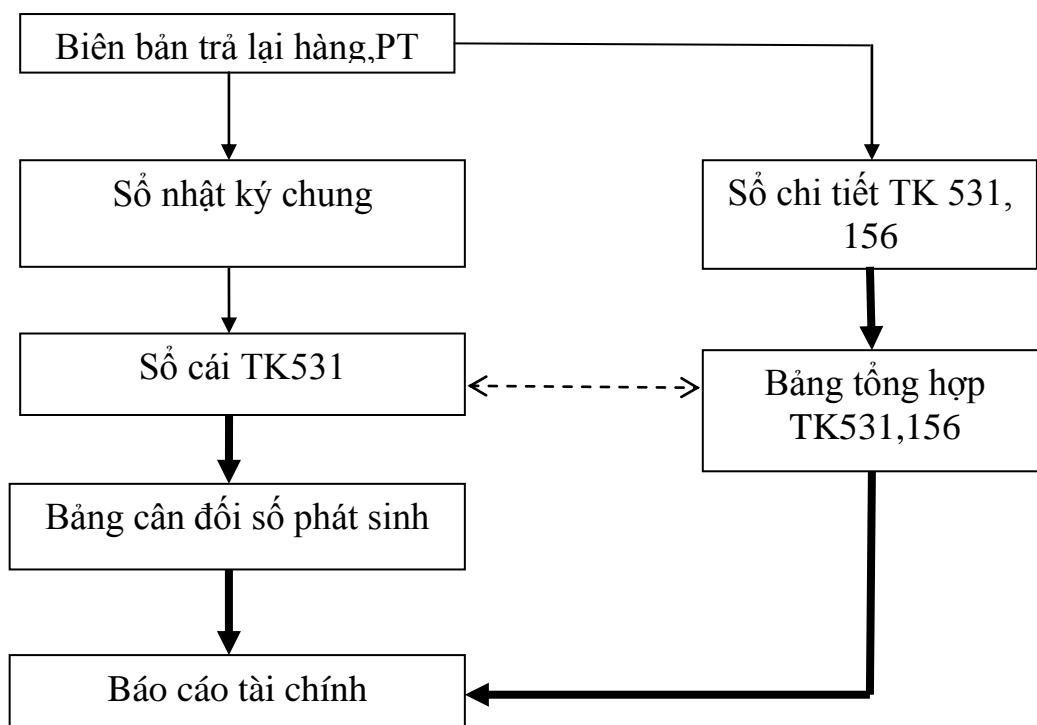 Biên bản trả lại hàng,PT
Sổ nhật ký chung
Sổ chi tiết TK 531,
156
Sổ cái TK531
Bảng tổng hợp
TK531,156
Bảng cân đối số phát sinh
Báo cáo tài chính